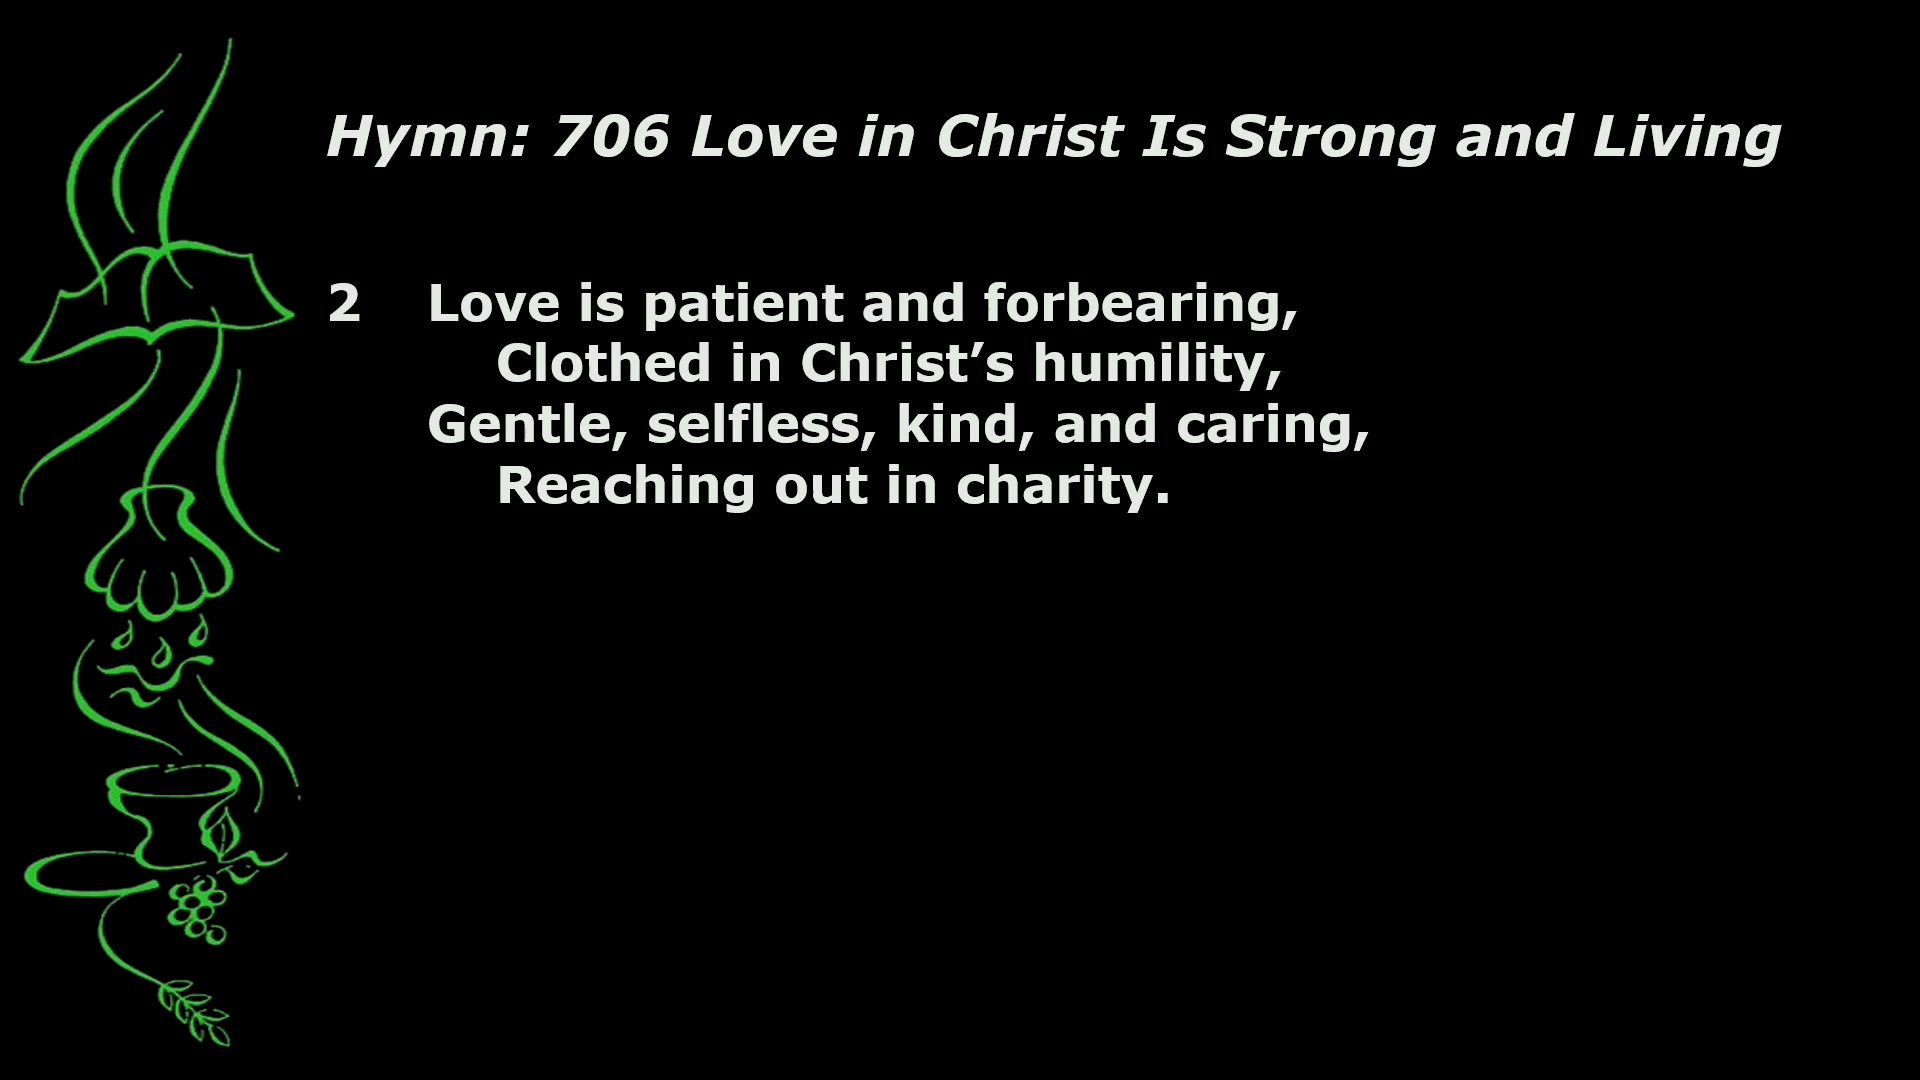 Hymn: 706 Love in Christ Is Strong and Living
2 Love is patient and forbearing,
Clothed in Christ’s humility,
Gentle, selfless, kind, and caring,
Reaching out in charity.